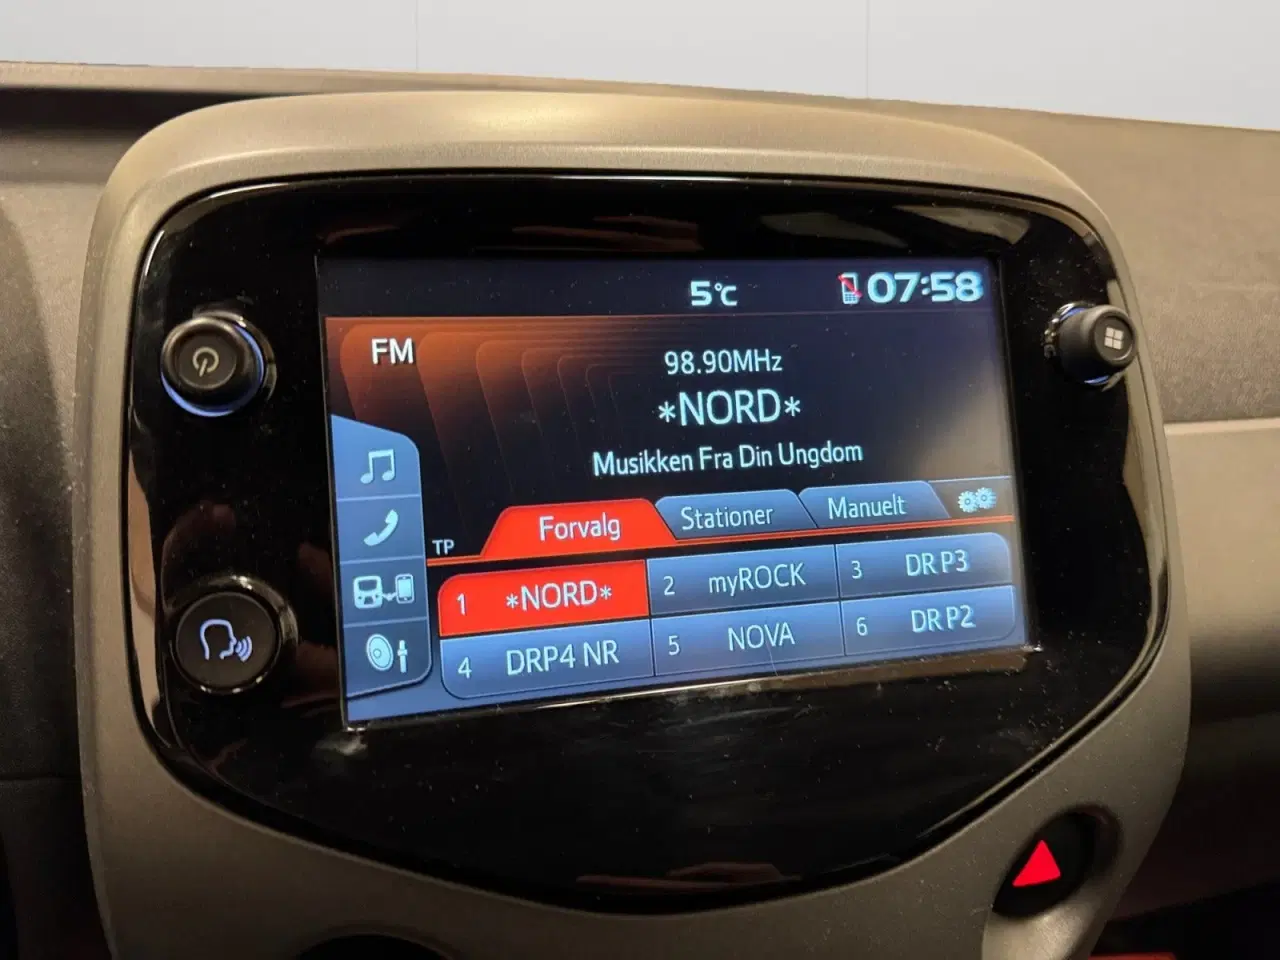 5°C
07:58
FM
98.90MHz
*NORD*
Musikken Fra Din Ungdom
TP
Forvalg
Stationer
Manuelt
1 *NORD*
2 myROCK
3 DR P3
4 DRP4 NR
5 NOVA
6 DR P2